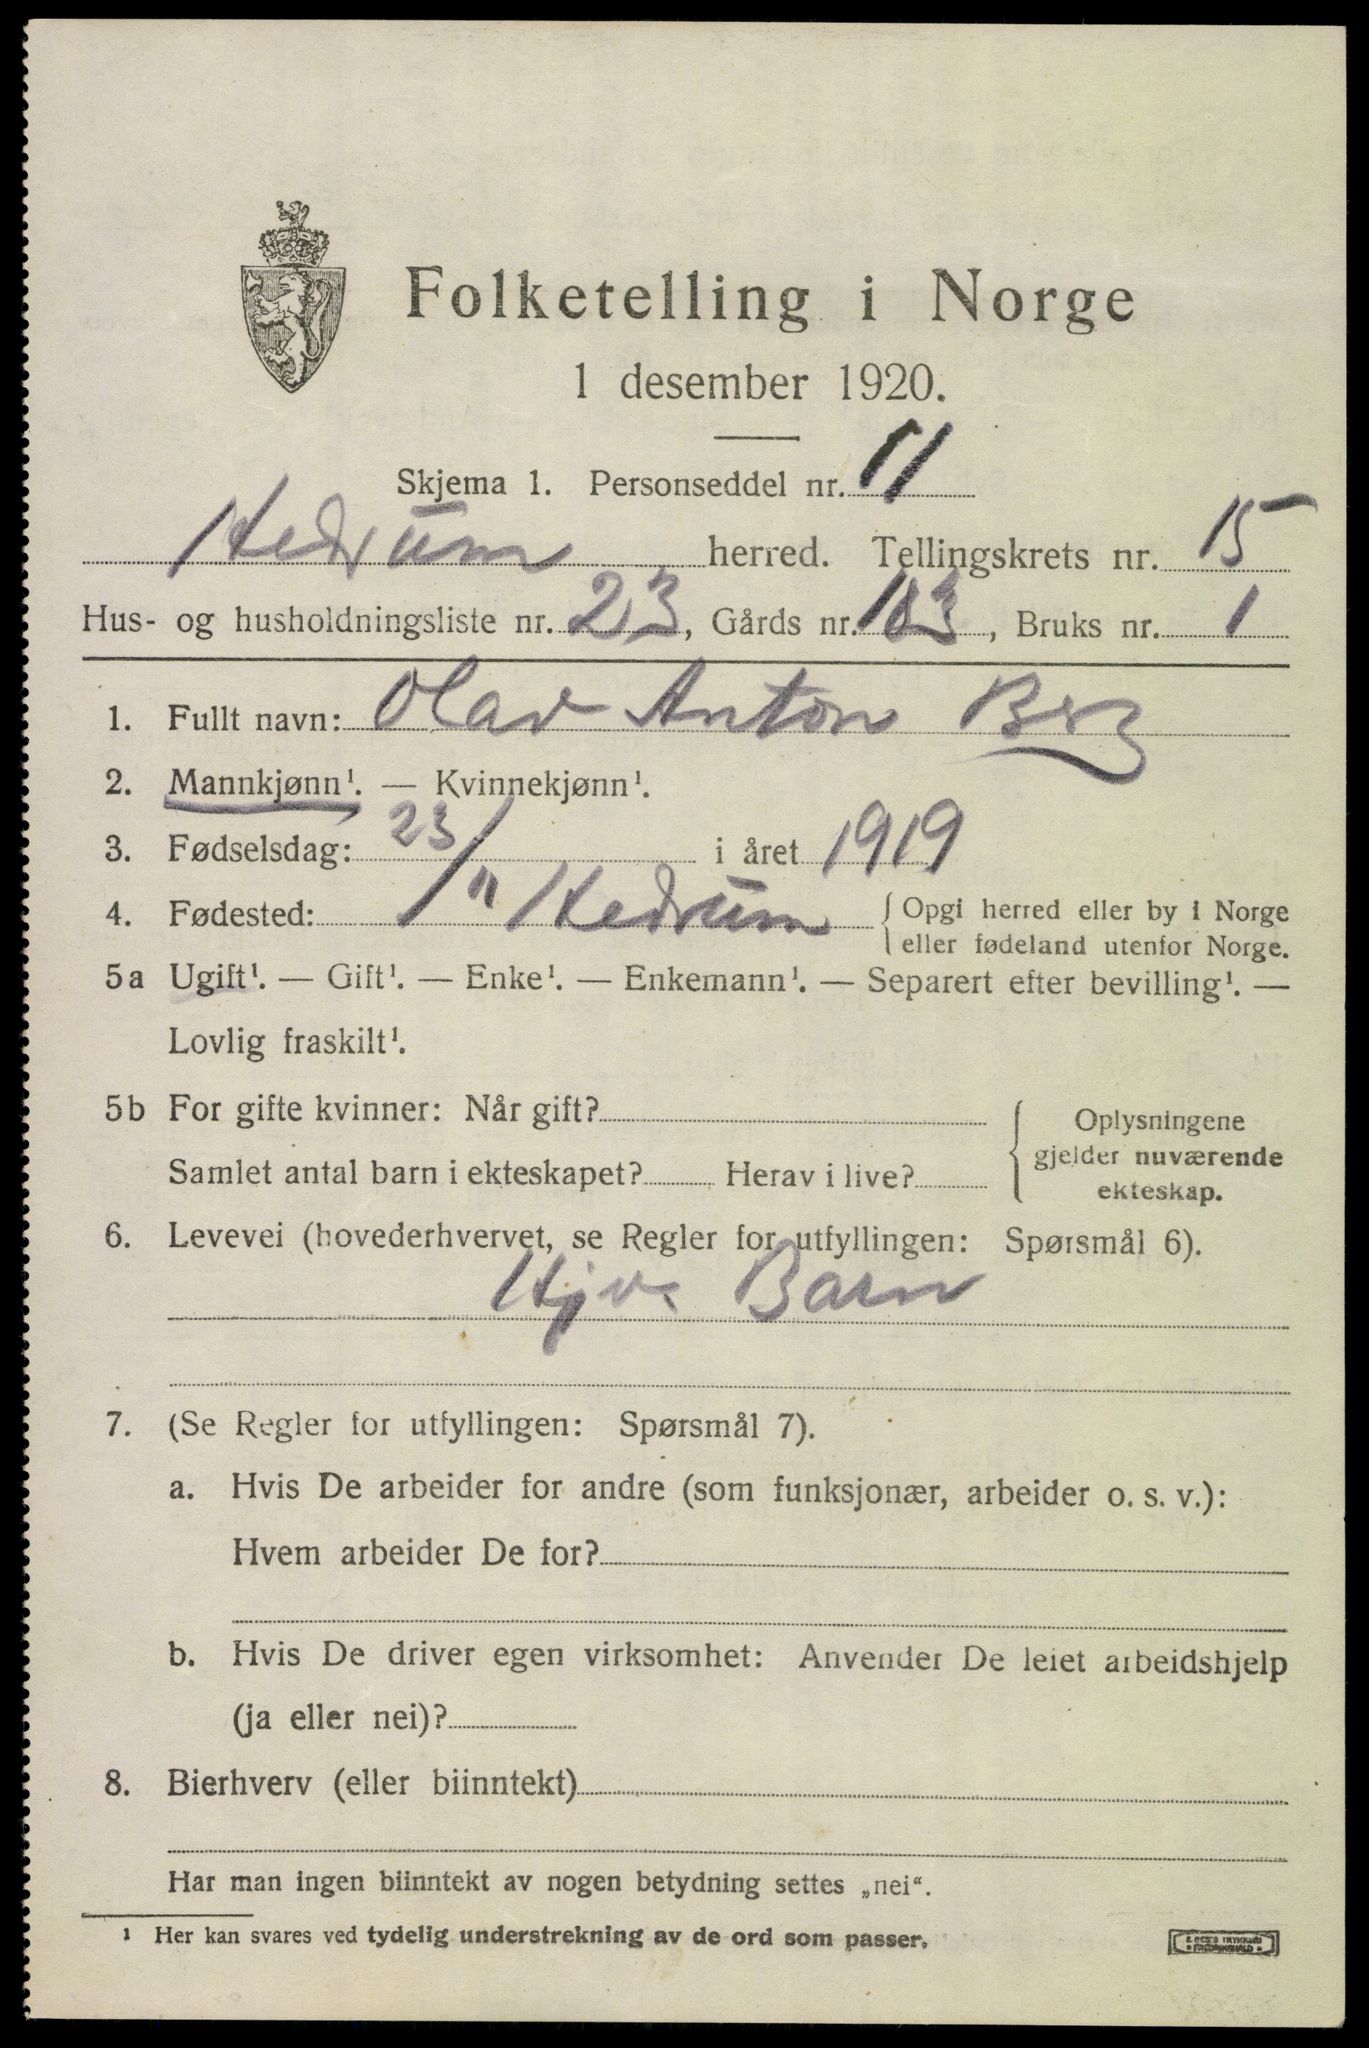 Folketelling i Norge
1 desember 1920.
Skjema 1. Personseddel nr. 11
Hedrum herred. Tellingskrets nr. 15
Hus- og husholdningsliste nr. 23, Gårds nr. 103, Bruks nr. 1
1. Fullt navn: Olav Anton Berg
2. Mannkjønn¹. — Kvinnekjønn¹.
3. Fødselsdag: 23/11 i året 1919
4. Fødested: Hedrum { Opgi herred eller by i Norge
eller fødeland utenfor Norge.
5a Ugift¹. — Gift¹. — Enke¹. — Enkemann¹. — Separert efter bevilling¹. —
Lovlig fraskilt¹.
5b For gifte kvinner: Når gift?
Samlet antal barn i ekteskapet? Herav i live?
Oplysningene
gjelder nuværende
ekteskap.
6. Levevei (hovederhvervet, se Regler for utfyllingen: Spørsmål 6).
Hjv. Barn
7. (Se Regler for utfyllingen: Spørsmål 7).
a. Hvis De arbeider for andre (som funksjonær, arbeider o. s. v.):
Hvem arbeider De for?
b. Hvis De driver egen virksomhet: Anvender De leiet arbeidshjelp
(ja eller nei)?
8. Bierhverv (eller biinntekt)
Har man ingen biinntekt av nogen betydning settes „nei“.
¹ Her kan svares ved tydelig understrekning av de ord som passer.